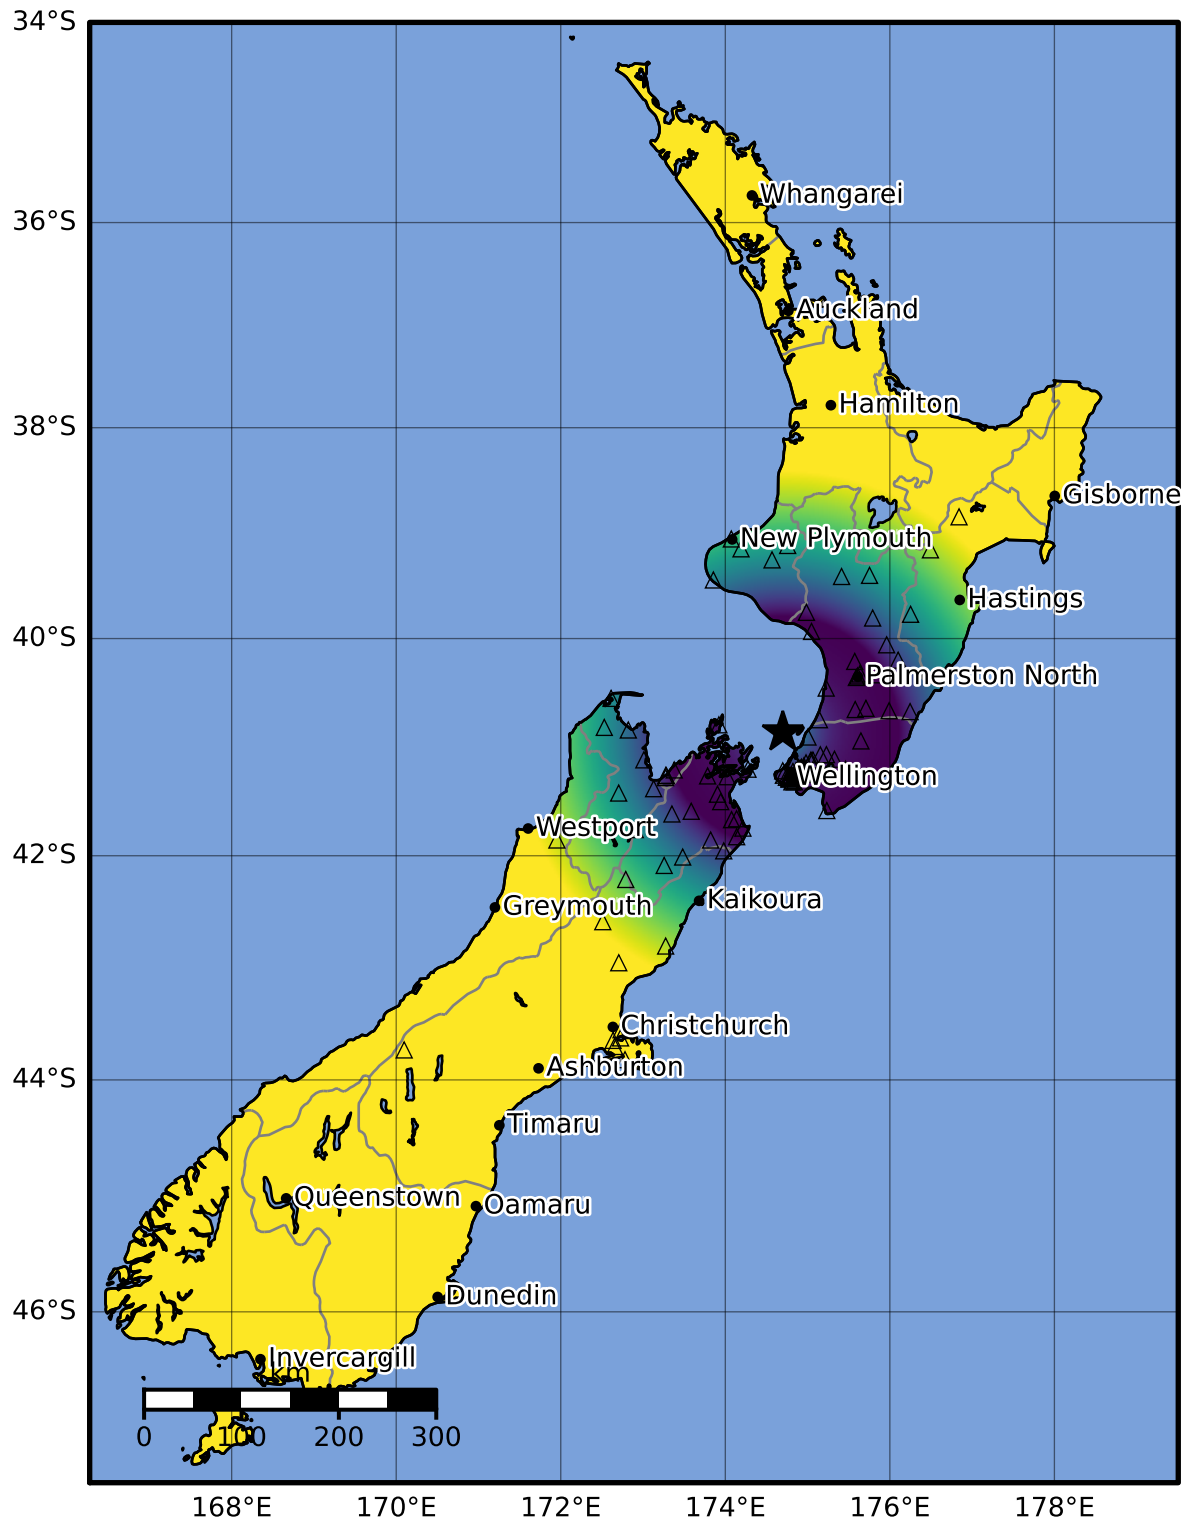 34°S
Whangarei
36°S
Auckland
Hamilton
38°S
Gisborne
New Plymouth
Hastings
40°S
Palmerston North
Wellington
Westport
42°S
Kaikoura
Greymouth
Christchurch
Ashburton
44°S
Timaru
Queenstown
Oamaru
Dunedin
46°S
Invercargill
km
0 100 200 300
168°E 170°E 172°E 174°E 176°E 178°E